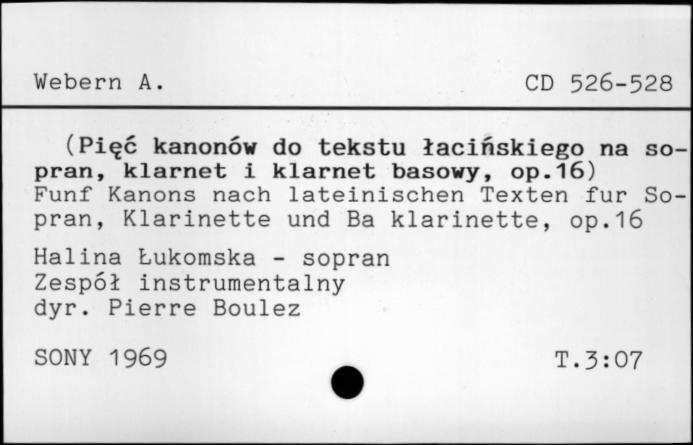 Webern A. CD 526-528
(Pięć kanonów do tekstu łacińskiego na so-
pran, klarnet i klarnet basowy, op.16)
Funf Kanons nach lateinischen Texten fur So-
pran, Klarinette und Ba klarinette, op.16
Halina Łukomska - sopran
Zespół instrumentalny
dyr. Pierre Boulez
SONY 1969 T.3:07